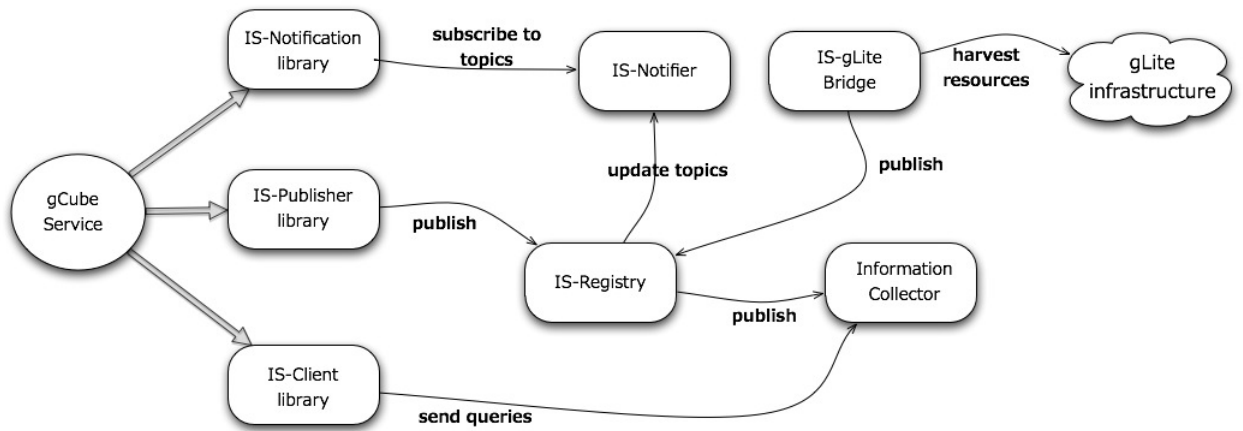 IS-Notification
library
subscribe to
topics
IS-Notifier
IS-gLite
Bridge
harvest
resources
gLite
infrastructure
gCube
Service
IS-Publisher
library
publish
update topics
publish
IS-Registry
publish
Information
Collector
IS-Client
library
send queries